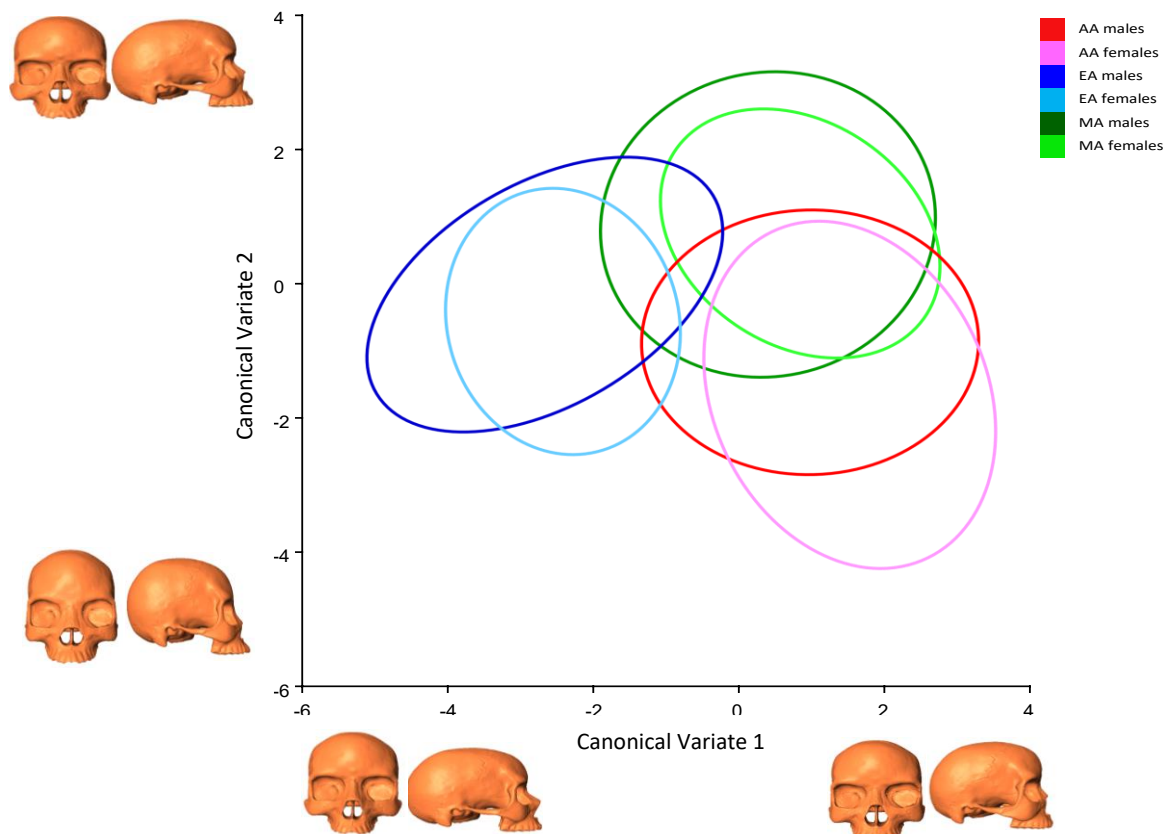 4
2
0
-2
-4
-6
Canonical Variate 2
-6
-4
-2
0
2
4
Canonical Variate 1
AA males
AA females
EA males
EA females
MA males
MA females